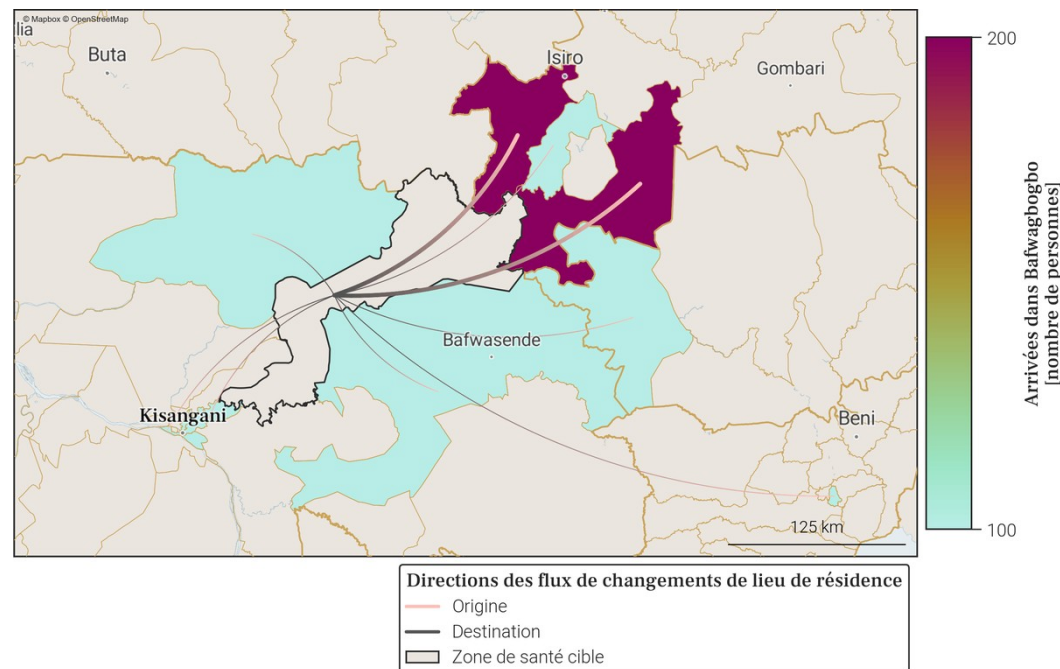 © Mapbox © OpenStreetMap
lia
Buta
Isiro
Gombari
Bafwasende
Kisangani
Beni
125 km
200
100
Arrivées dans Bafwagbogbo
[nombre de personnes]
Directions des flux de changements de lieu de résidence
Origine
Destination
Zone de santé cible